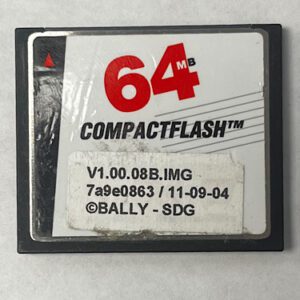 64MB
COMPACTFLASH™
V1.00.08B.IMG
7a9e0863 / 11-09-04
©BALLY - SDG